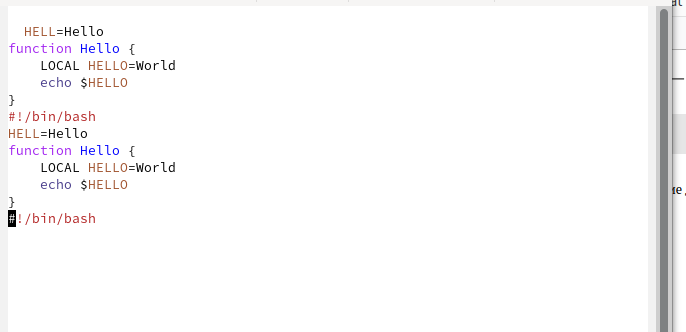 HELL=Hello
function Hello {
    LOCAL HELLO=World
    echo $HELLO
}
#!/bin/bash
HELL=Hello
function Hello {
    LOCAL HELLO=World
    echo $HELLO
}
#!/bin/bash